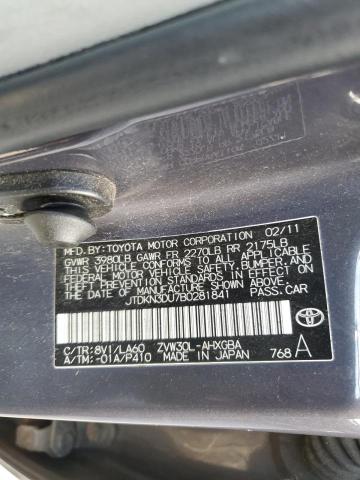 MFD. BY: TOYOTA MOTOR CORPORATION 02/11
GVWR 3980LB GAWR FR 2270LB RR 2175LB
THIS VEHICLE CONFORMS TO ALL APPLICABLE
FEDERAL MOTOR VEHICLE SAFETY, BUMPER, AND
THEFT PREVENTION STANDARDS IN EFFECT ON
THE DATE OF MANUFACTURE SHOWN ABOVE.
JTDKN3DU7B0281841 PASS.CAR
C/TR:8V1/LA60 ZVW30L-AHXGBA
A/TM:-01A/P410 MADE IN JAPAN 768 A